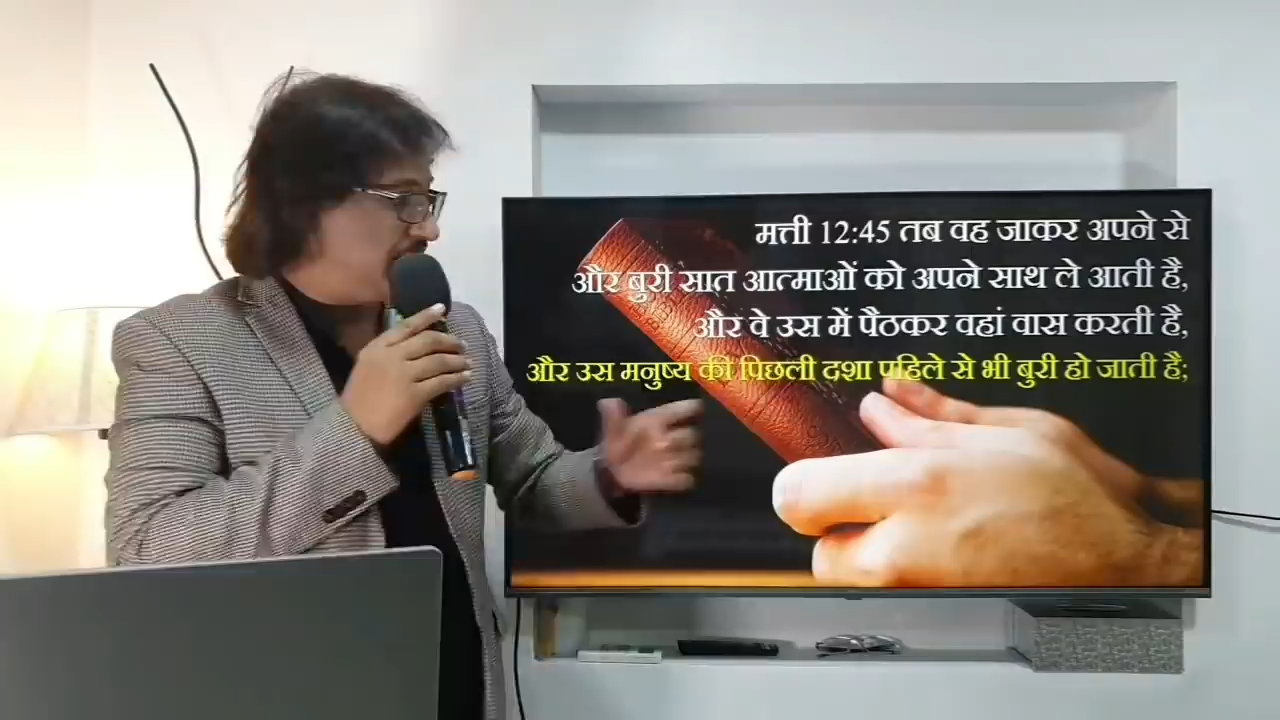 मत्ती 12:45 तब वह जाकर अपने से
और बुरी सात आत्माओं को अपने साथ ले आती है,
और वे उस में पैठकर वहां वास करती है,
और उस मनुष्य की पिछली दशा पहिले से भी बुरी हो जाती है;